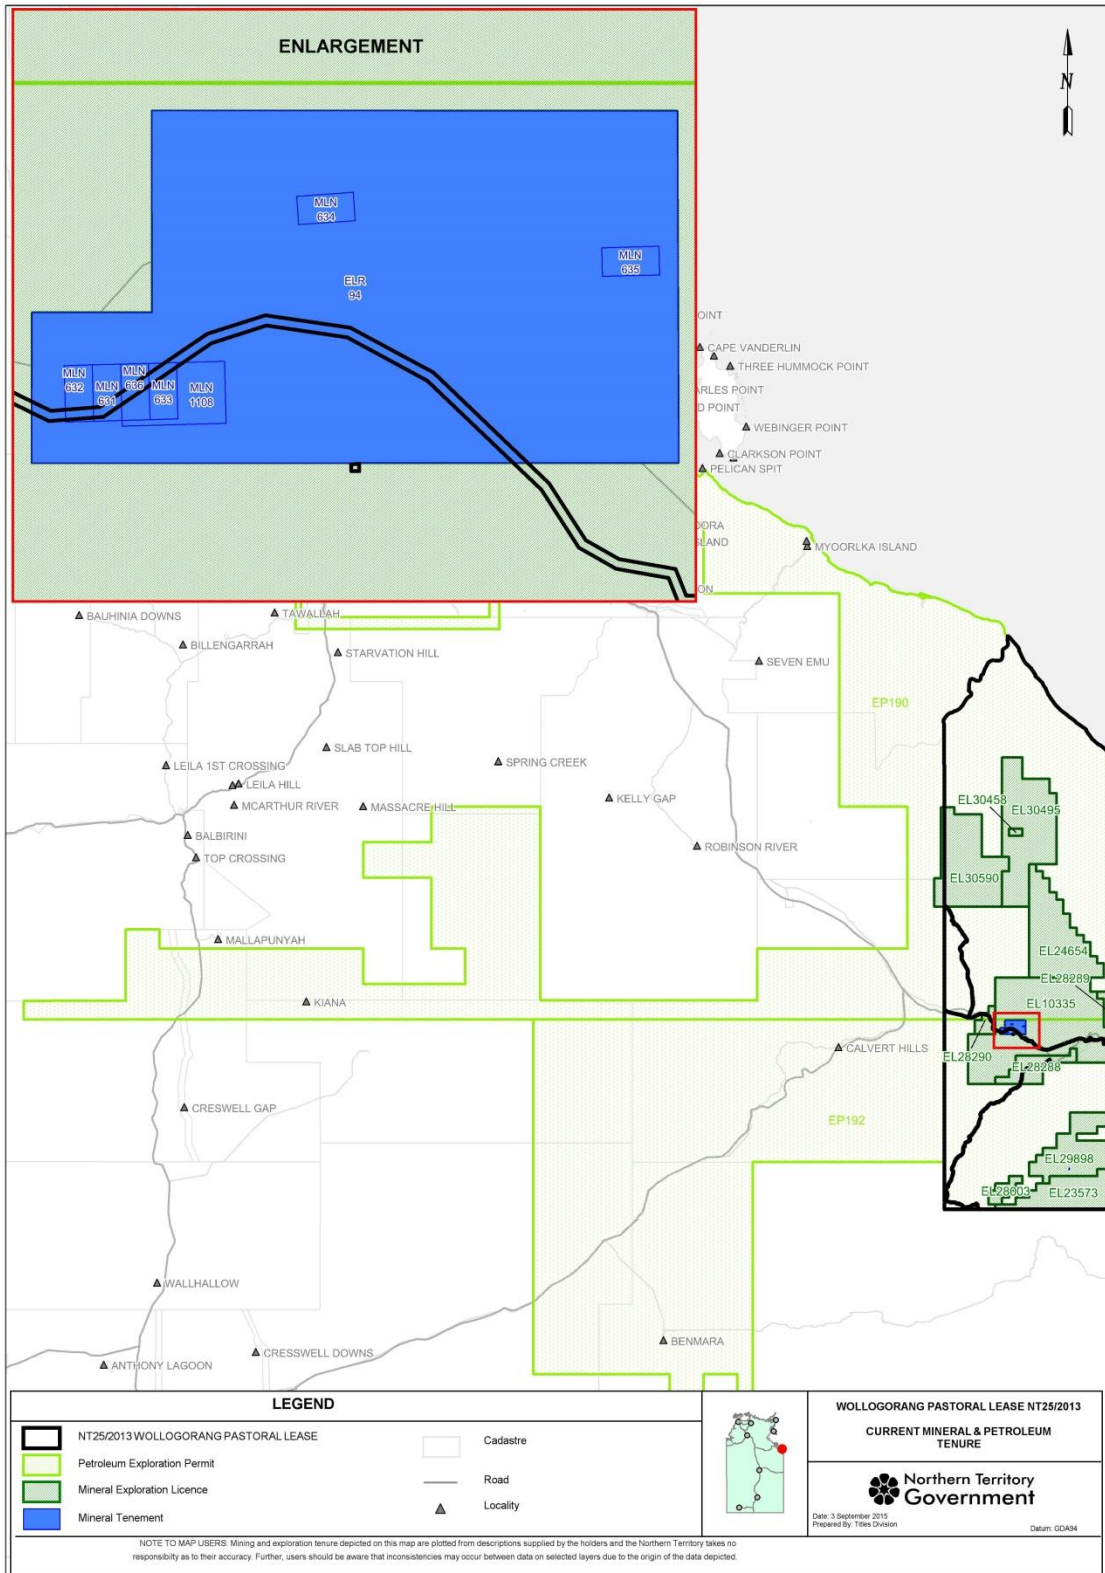 ENLARGEMENT
N
MLN
634
MLN
635
ELR
94
MLN
632
MLN
631
MLN
636
MLN
633
MLN
1108
OINT
CAPE VANDERLIN
THREE HUMMOCK POINT
ARLES POINT
D POINT
WEBINGER POINT
CLARKSON POINT
PELICAN SPIT
OORA
SLAND
MYOORLKA ISLAND
ON
BAUHINIA DOWNS
TAWALLAH
BILLENGARRAH
STARVATION HILL
SEVEN EMU
EP190
SLAB TOP HILL
SPRING CREEK
LEILA 1ST CROSSING
LEILA HILL
MCARTHUR RIVER
MASSACRE HILL
KELLY GAP
EL30458
EL30495
BALBIRINI
TOP CROSSING
ROBINSON RIVER
EL30590
MALLAPUNYAH
EL24654
EL28289
KIANA
EL10335
CALVERT HILLS
EL28290
EL28288
CRESWELL GAP
EP192
EL29898
EL28003
EL23573
WALLHALLOW
BENMARA
CRESSWELL DOWNS
ANTHONY LAGOON
LEGEND
NT25/2013 WOLLOGORANG PASTORAL LEASE
Petroleum Exploration Permit
Mineral Exploration Licence
Mineral Tenement
Cadastre
Road
Locality
WOLLOGORANG PASTORAL LEASE NT25/2013
CURRENT MINERAL & PETROLEUM
TENURE
Northern Territory
Government
Date: 3 September 2015
Prepared By: Titles Division
Datum: GDA94
NOTE TO MAP USERS: Mining and exploration tenure depicted on this map are plotted from descriptions supplied by the holders and the Northern Territory takes no
responsibilty as to their accuracy. Further, users should be aware that inconsistencies may occur between data on selected layers due to the origin of the data depicted.